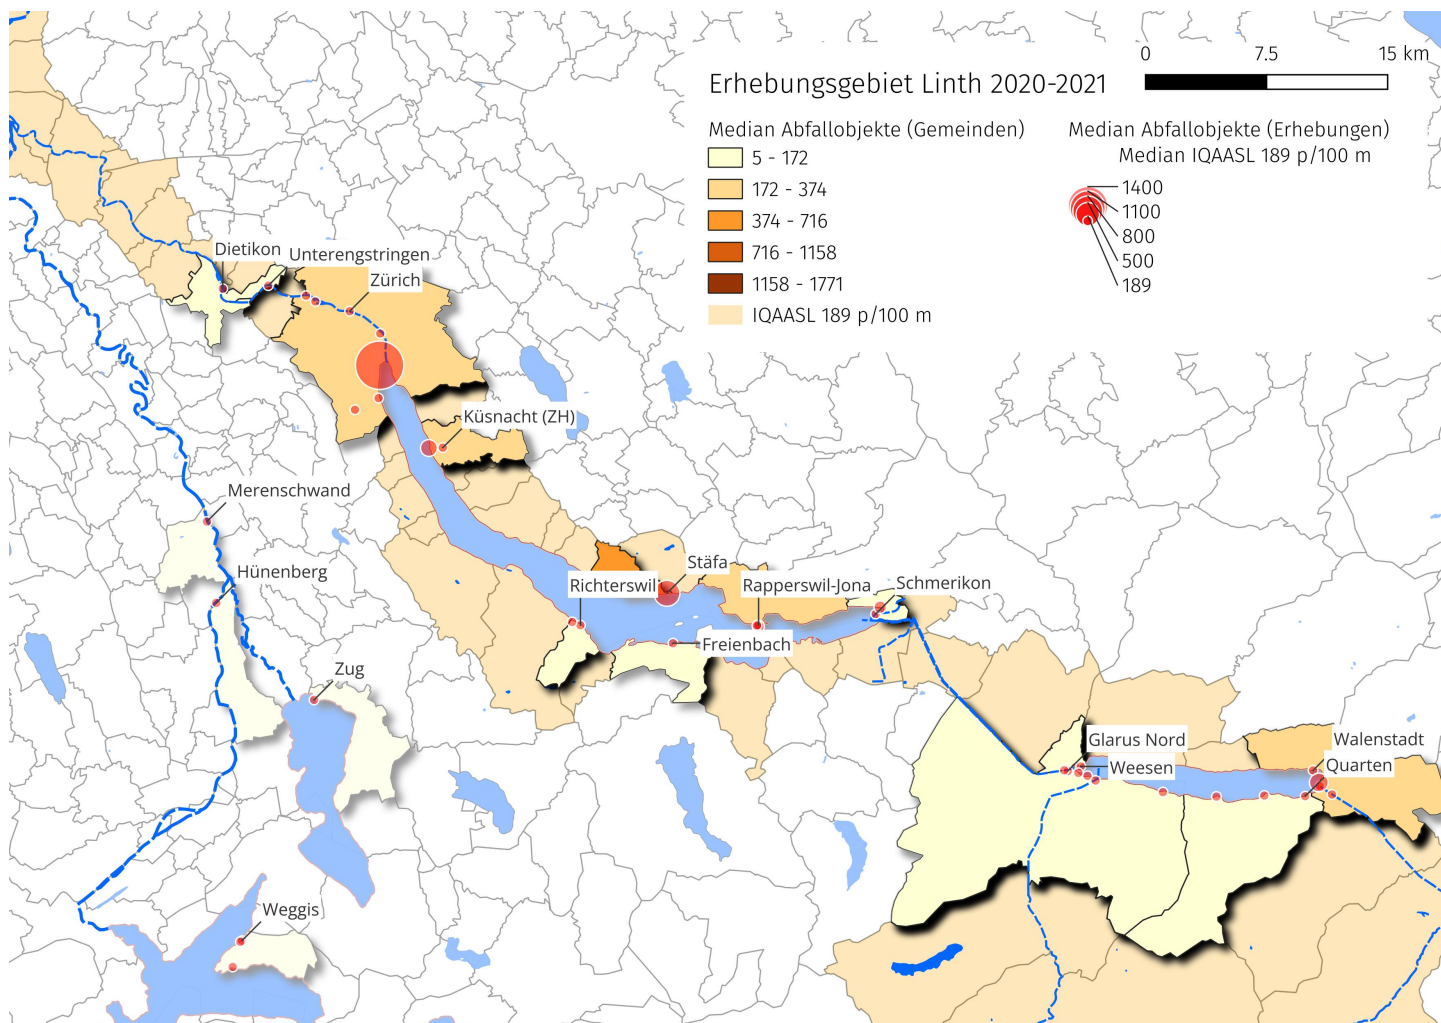 0 7.5 15 km
Erhebungsgebiet Linth 2020-2021
Median Abfallobjekte (Gemeinden)
5 - 172
172 - 374
374 - 716
716 - 1158
1158 - 1771
IQAASL 189 p/100 m
Median Abfallobjekte (Erhebungen)
Median IQAASL 189 p/100 m
1400
1100
800
500
189
Dietikon
Unterengstringen
Zürich
Küsnacht (ZH)
Merenschwand
Hünenberg
Stäfa
Richterswil
Rapperswil-Jona
Schmerikon
Freienbach
Zug
Glarus Nord
Walenstadt
Weesen
Quarten
Weggis